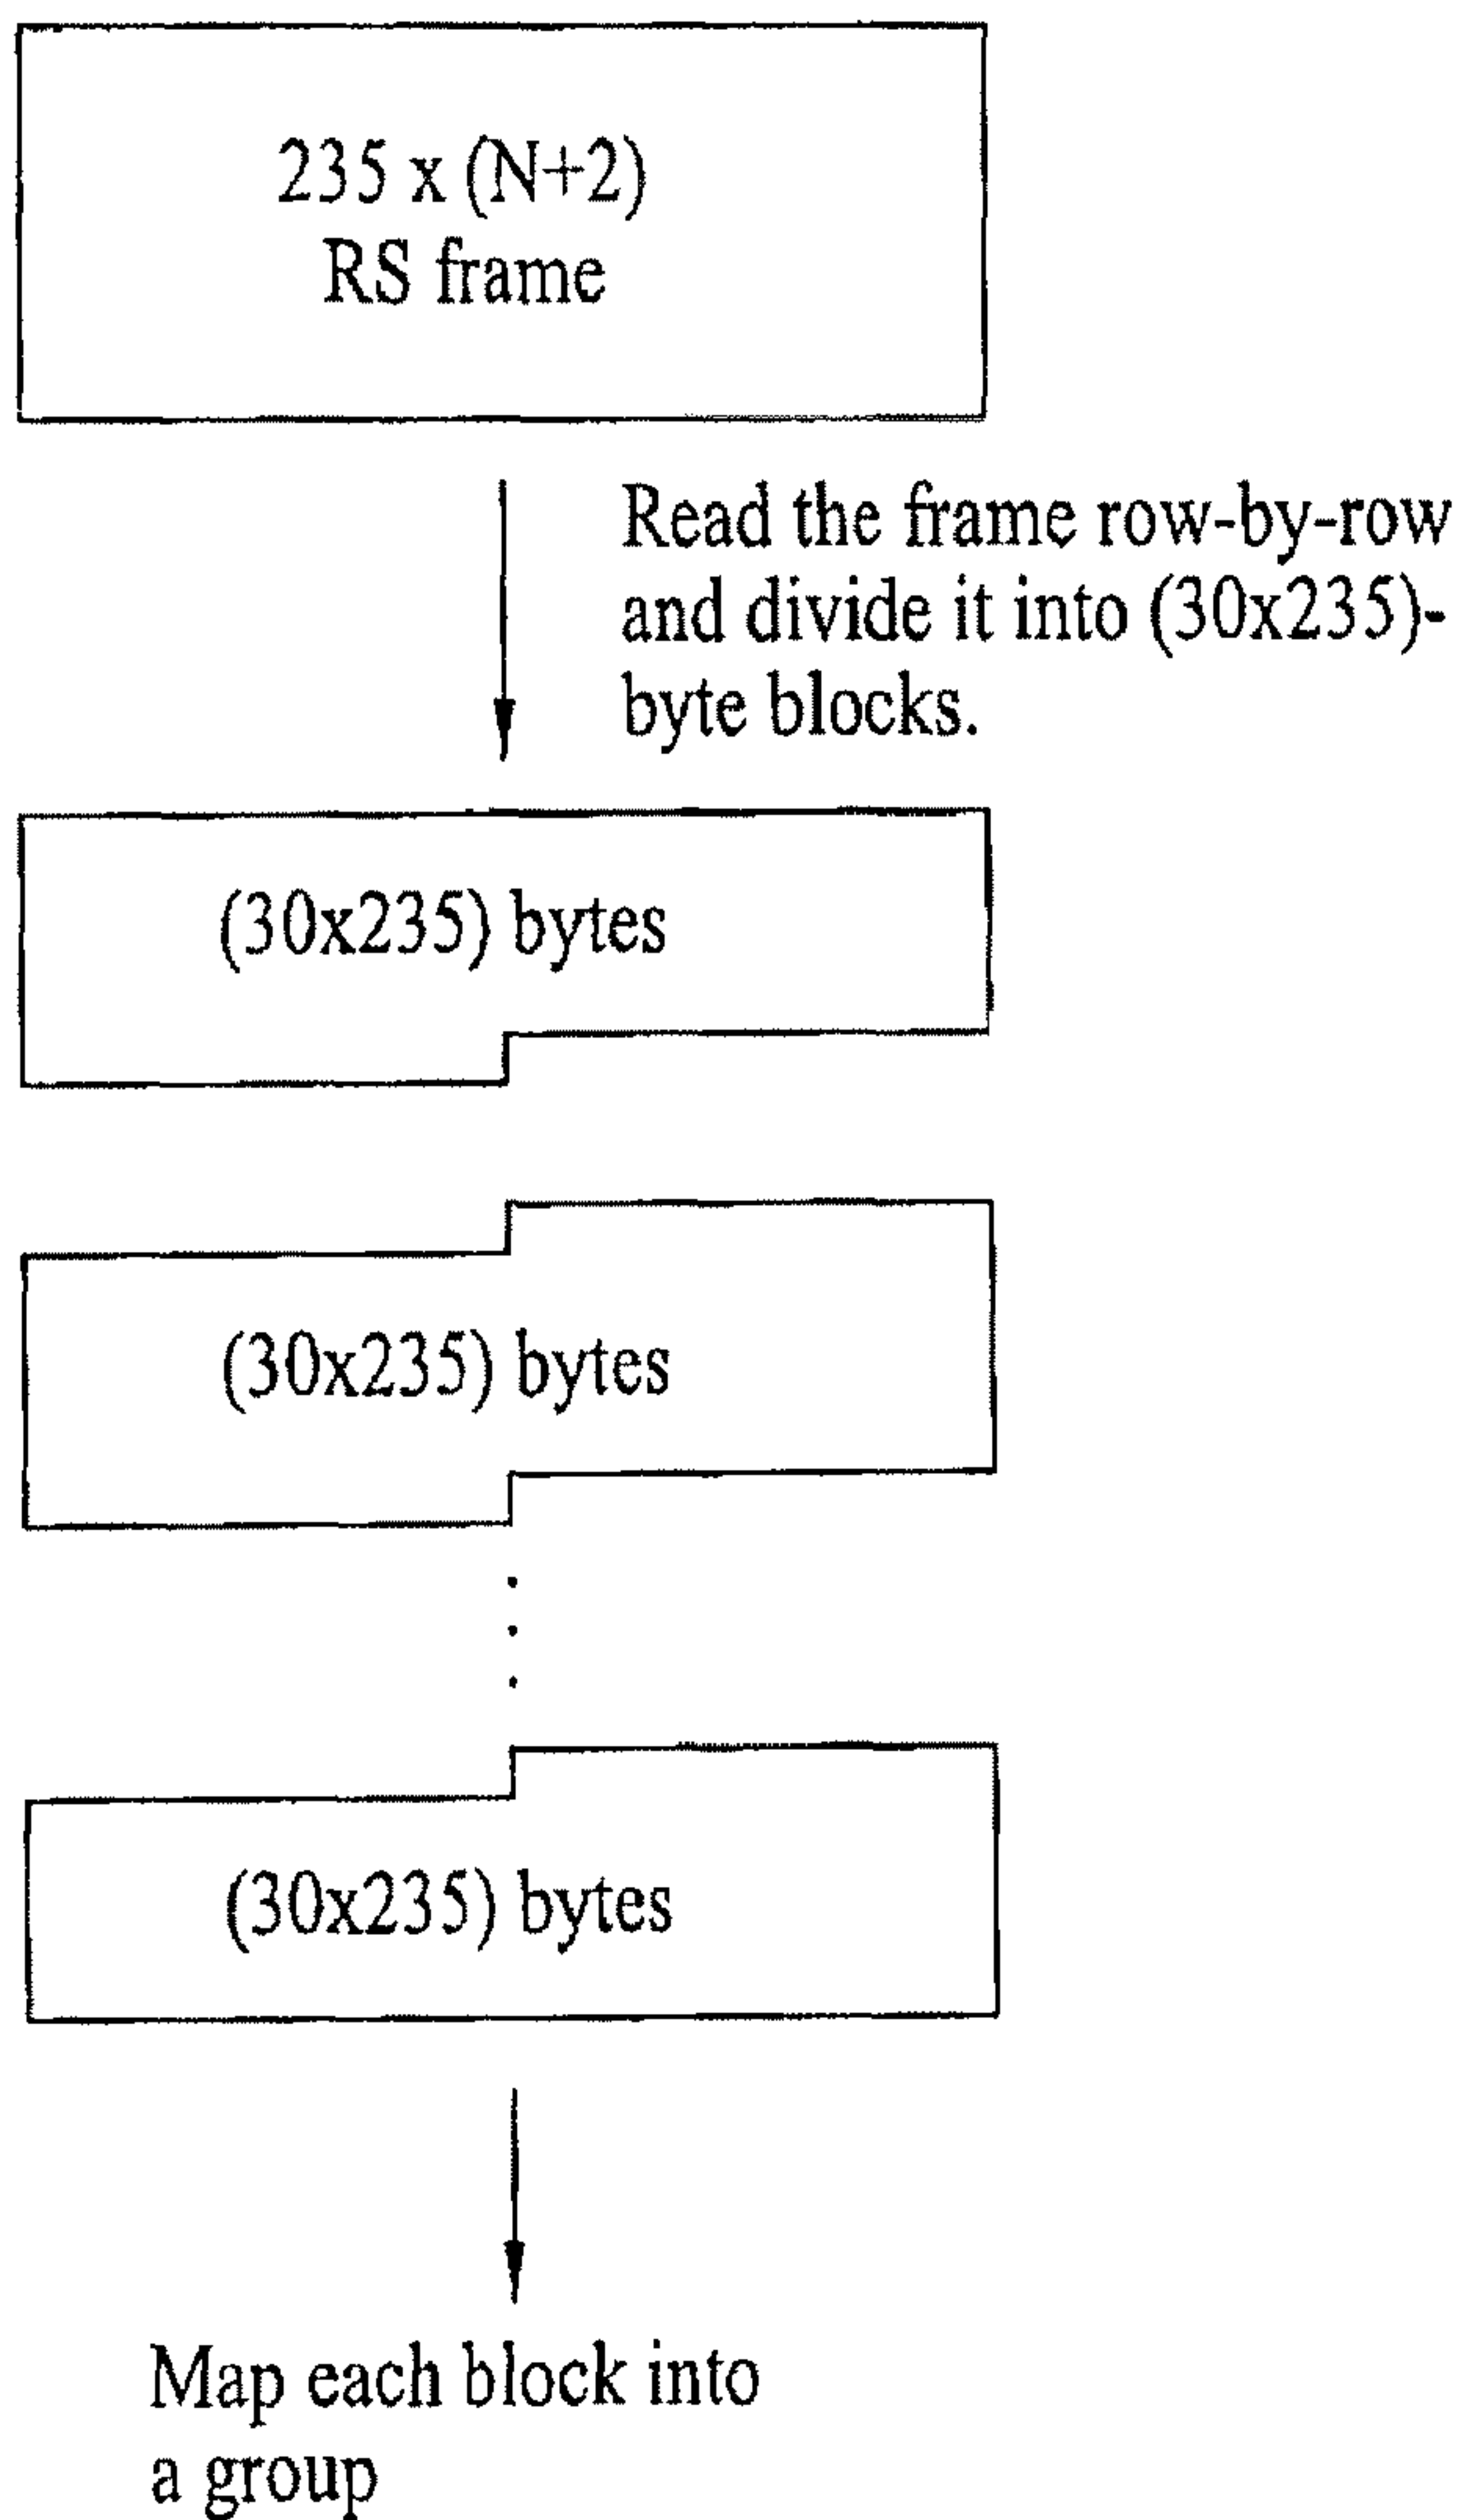 235 x (N+2)
RS frame
Read the frame row-by-row
and divide it into (30x235)-
byte blocks.
(30x235) bytes
(30x235) bytes
(30x235) bytes
Map each block into
a group